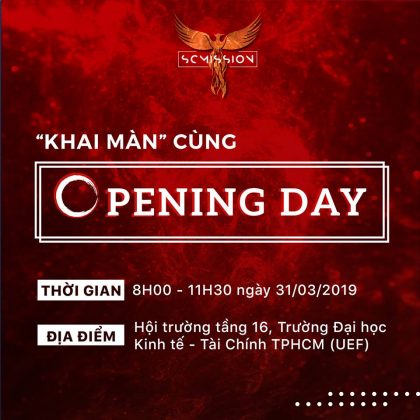 SCMISSION
“KHAI MÀN” CÙNG
OPENING DAY
THỜI GIAN 8H00 - 11H30 ngày 31/03/2019
ĐỊA ĐIỂM Hội trường tầng 16, Trường Đại học
Kinh tế - Tài Chính TPHCM (UEF)